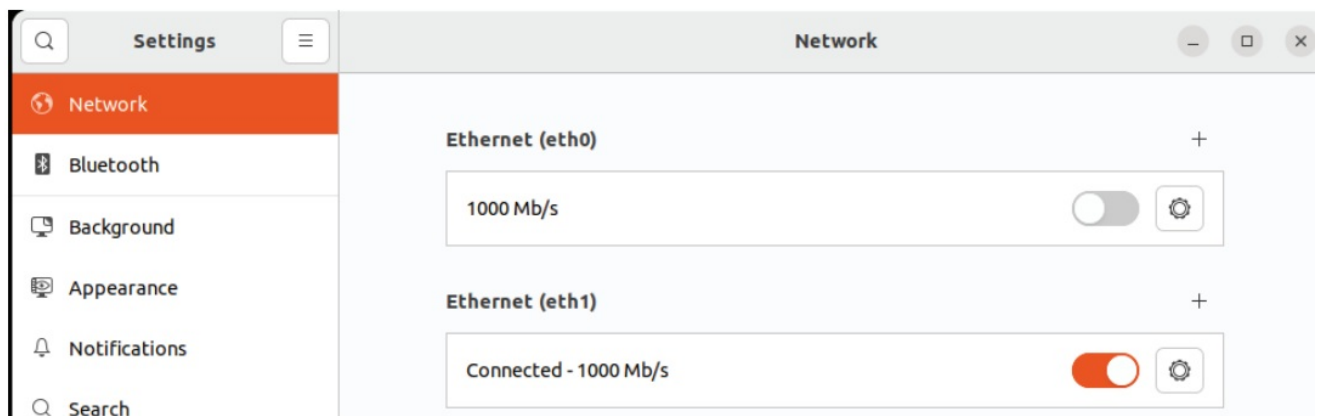 Settings
Network
Network
Bluetooth
Background
Appearance
Notifications
Search
Ethernet (eth0)
1000 Mb/s
Ethernet (eth1)
Connected - 1000 Mb/s